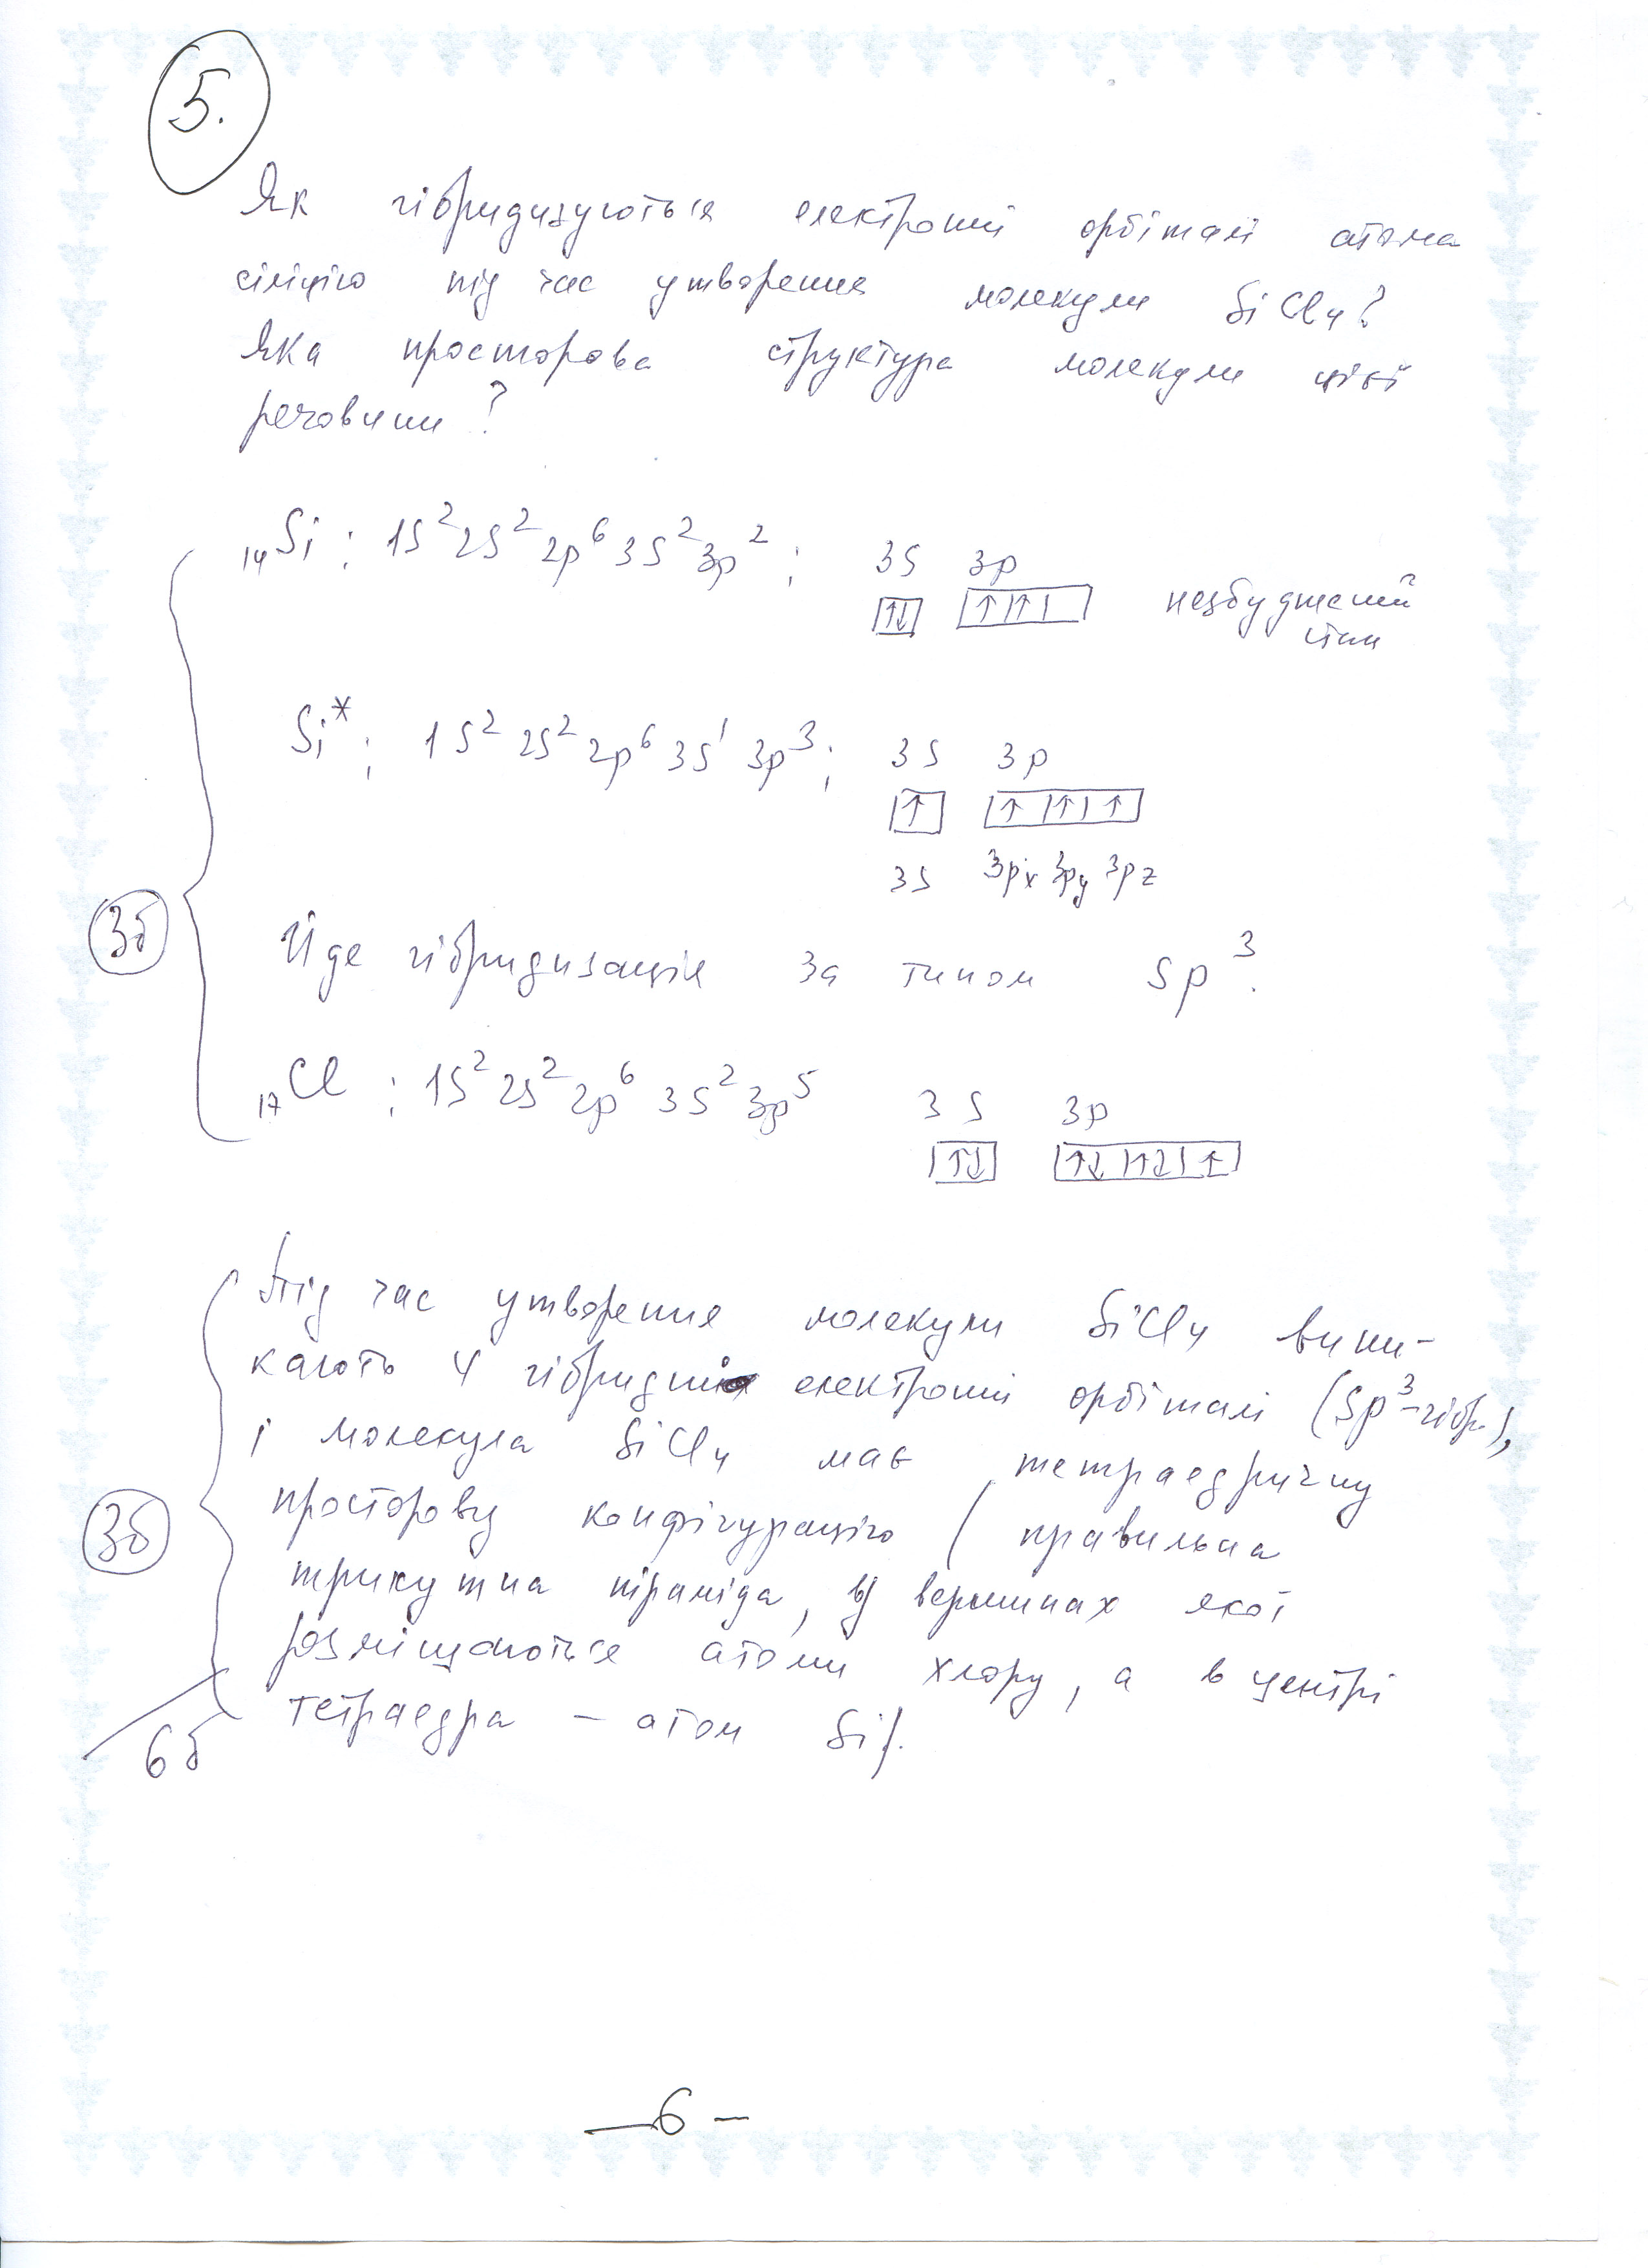 5.
Як гібридизуються електронні орбіталі атома
сіліцію під час утворення молекули SiCl₄?
Яка просторова структура молекули цієї
речовини?
₁₄Si : 1S² 2S² 2p⁶ 3S² 3p² ; 3S 3p
↑↓ ↑ ↑ незбуджений
стан
Si* : 1S² 2S² 2p⁶ 3S¹ 3p³ ; 3S 3p
↑ ↑ ↑ ↑
3S 3px 3py 3pz
3б
Йде гібридизація за типом Sp³.
₁₇Cl : 1S² 2S² 2p⁶ 3S² 3p⁵ 3S 3p
↑↓ ↑↓ ↑↓ ↑
Під час утворення молекули SiCl₄ вини-
кають 4 гібридні електронні орбіталі (Sp³-гібр.),
і молекула SiCl₄ має тетраедричну
просторову конфігурацію (правильна
3б
трикутна піраміда, у вершинах якої
розміщаються атоми хлору, а в центрі
тетраедра – атом Si).
6б
– 6 –